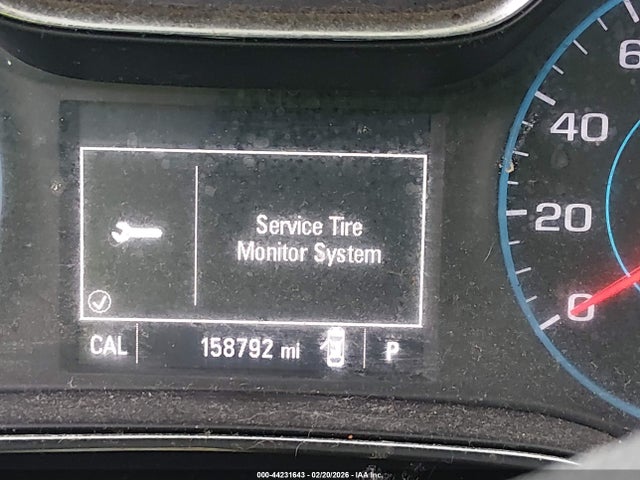 Service Tire
Monitor System
CAL
158792 mi
P
40
20
0
000-44231643 - 02/20/2026 - IAA Inc.